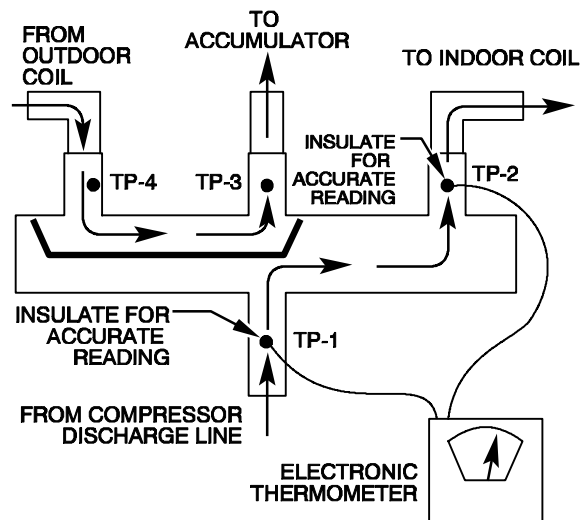 FROM
OUTDOOR
COIL
TO
ACCUMULATOR
TO INDOOR COIL
INSULATE
FOR
ACCURATE
READING
TP-4
TP-3
TP-2
INSULATE FOR
ACCURATE
READING
TP-1
FROM COMPRESSOR
DISCHARGE LINE
ELECTRONIC
THERMOMETER